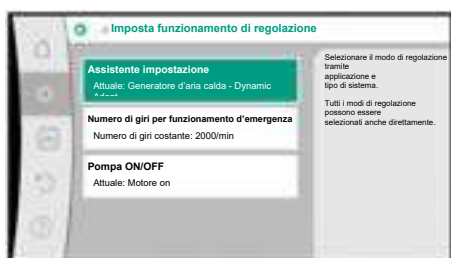 Imposta funzionamento di regolazione
Assistente impostazione
Attuale: Generatore d'aria calda - Dynamic
Adapt
Numero di giri per funzionamento d'emergenza
Numero di giri costante: 2000/min
Pompa ON/OFF
Attuale: Motore on
Selezionare il modo di regolazione
tramite
applicazione e
tipo di sistema.
Tutti i modi di regolazione
possono essere
selezionati anche direttamente.